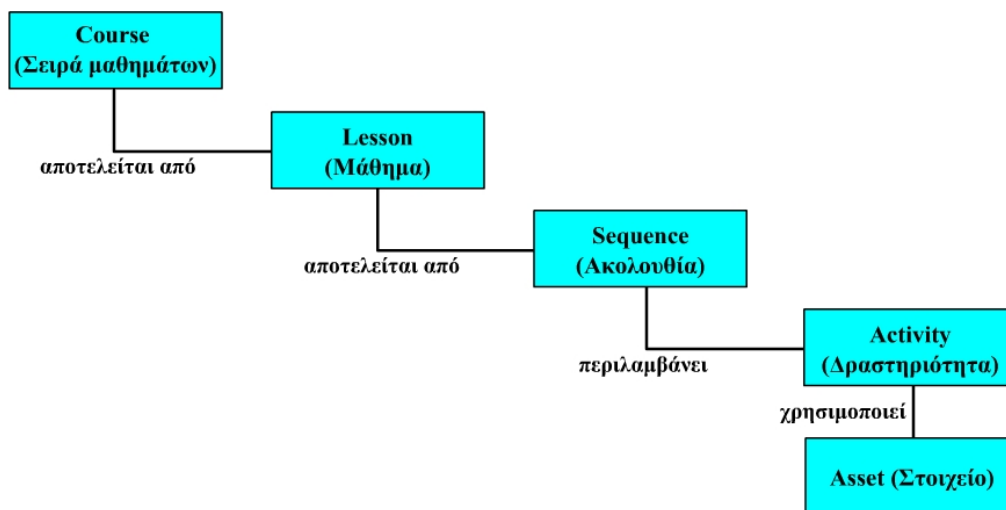 Course
(Σειρά μαθημάτων)
αποτελείται από
Lesson
(Μάθημα)
αποτελείται από
Sequence
(Ακολουθία)
περιλαμβάνει
Activity
(Δραστηριότητα)
χρησιμοποιεί
Asset (Στοιχείο)